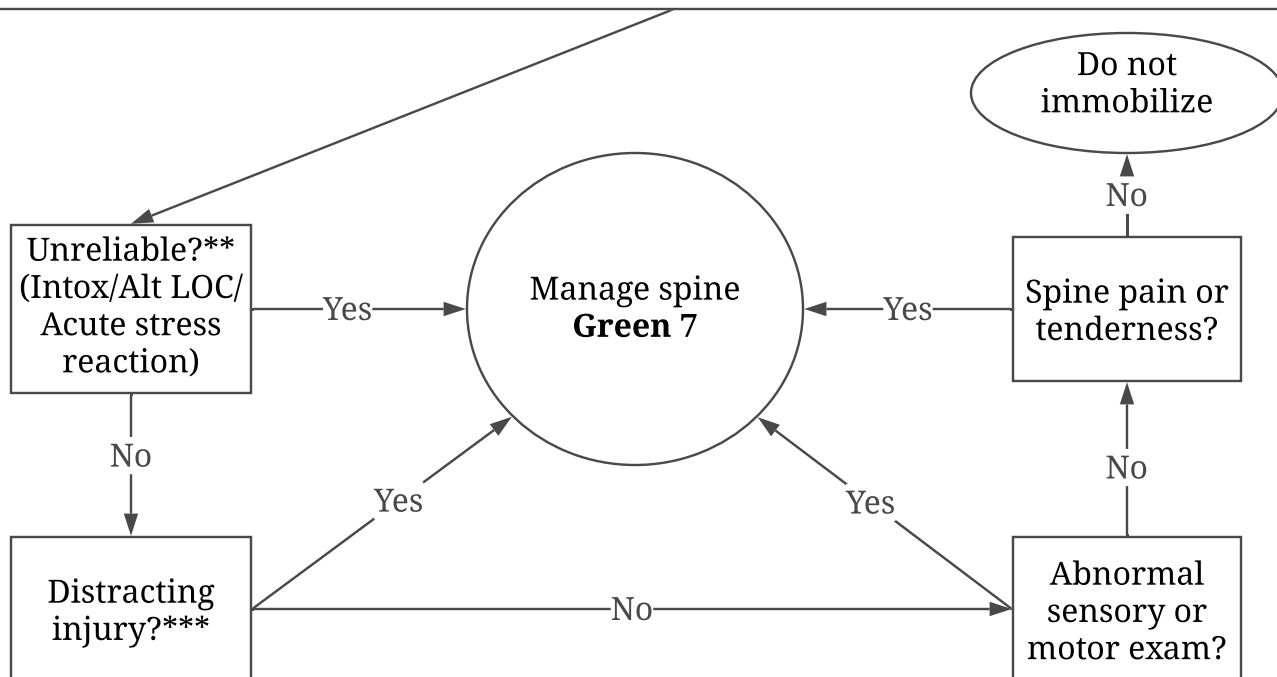 Do not
immobilize
No
Unreliable?**
(Intox/Alt LOC/
Acute stress
reaction)
Yes
Manage spine
Green 7
Yes
Spine pain or
tenderness?
No
Yes
Yes
No
Distracting
injury?***
No
Abnormal
sensory or
motor exam?